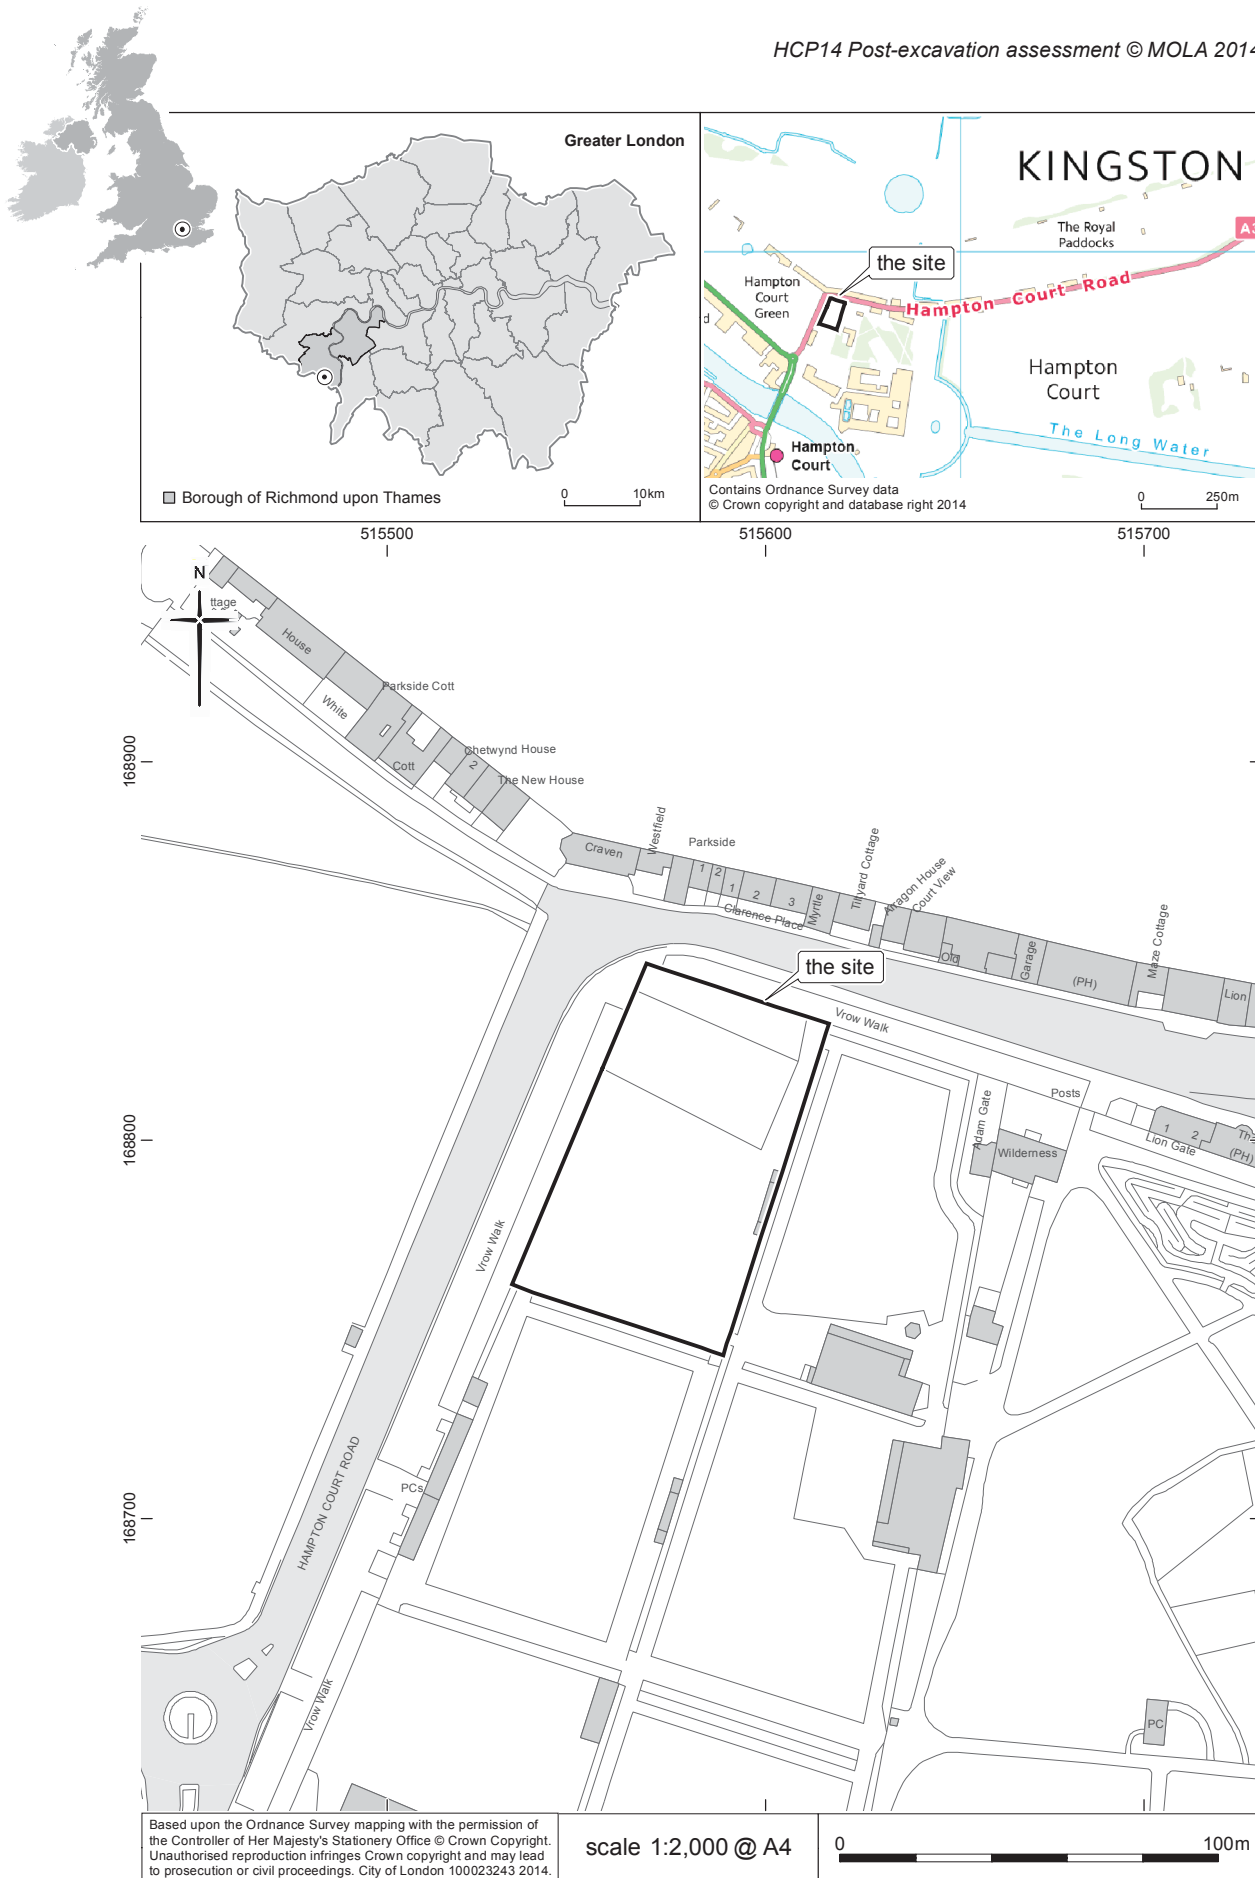 HCP14 Post-excavation assessment © MOLA 2014
Greater London
Borough of Richmond upon Thames
0 10km
KINGSTON
The Royal
Paddocks
A3
the site
Hampton
Court
Green
d
Hampton Court Road
Hampton
Court
The Long Water
Hampton
Court
Contains Ordnance Survey data
© Crown copyright and database right 2014
0 250m
515500 515600 515700
N
ttage
House
Parkside Cott
White
Cott
Chetwynd House
2
The New House
168900
Craven
Westfield
Parkside
1 2
1 2 3
Clarence Place
Myrtle
Tiltyard Cottage
Arragon House
Court View
Old
Garage
(PH)
Maze Cottage
Lion
the site
Vrow Walk
Posts
Adam Gate
Wilderness
1 2
Lion Gate
Tha
(PH)
168800
Vrow Walk
HAMPTON COURT ROAD
PCs
168700
Vrow Walk
PC
Based upon the Ordnance Survey mapping with the permission of
the Controller of Her Majesty's Stationery Office © Crown Copyright.
Unauthorised reproduction infringes Crown copyright and may lead
to prosecution or civil proceedings. City of London 100023243 2014.
scale 1:2,000 @ A4
0 100m